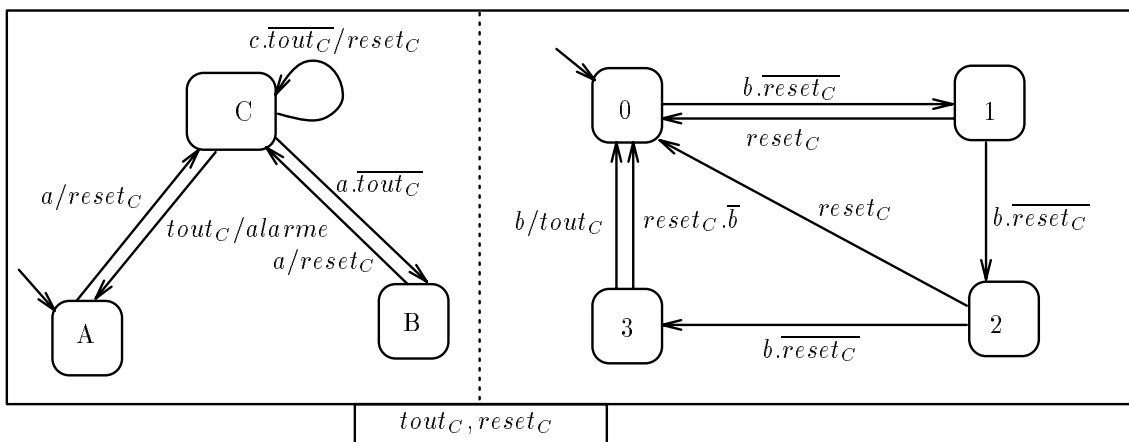 c.\overline{tout_C}/reset_C
C
a/reset_C
a.\overline{tout_C}
tout_C/alarme
a/reset_C
A
B
0
b.\overline{reset_C}
1
reset_C
b/tout_C
reset_C.\overline{b}
reset_C
b.\overline{reset_C}
3
2
b.\overline{reset_C}
tout_C, reset_C